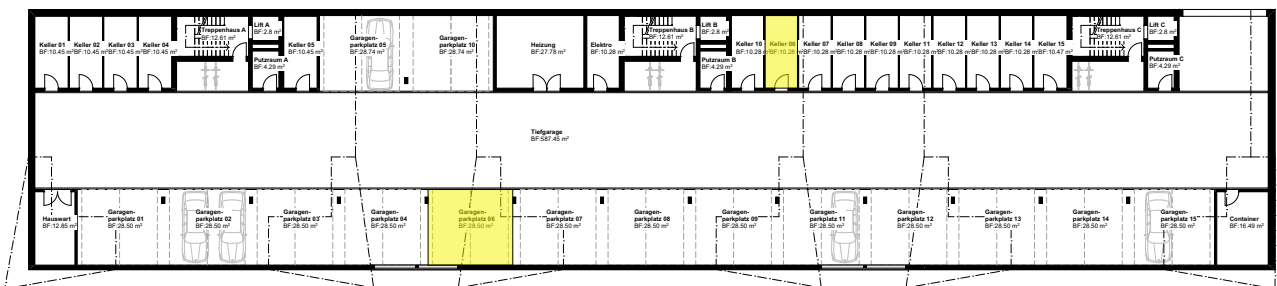 Keller 01
BF:10.45 m²
Keller 02
BF:10.45 m²
Keller 03
BF:10.45 m²
Keller 04
BF:10.45 m²
Treppenhaus A
BF:12.61 m²
Lift A
BF:2.8 m²
Putzraum A
BF:4.29 m²
Keller 05
BF:10.45 m²
Garagen-
parkplatz 05
BF:28.74 m²
Garagen-
parkplatz 10
BF:28.74 m²
Heizung
BF:27.78 m²
Elektro
BF:10.28 m²
Treppenhaus B
BF:12.61 m²
Lift B
BF:2.8 m²
Putzraum B
BF:4.29 m²
Keller 10
BF:10.28 m²
Keller 06
BF:10.28 m²
Keller 07
BF:10.28 m²
Keller 08
BF:10.28 m²
Keller 09
BF:10.28 m²
Keller 11
BF:10.28 m²
Keller 12
BF:10.28 m²
Keller 13
BF:10.28 m²
Keller 14
BF:10.28 m²
Keller 15
BF:10.47 m²
Treppenhaus C
BF:12.61 m²
Lift C
BF:2.8 m²
Putzraum C
BF:4.29 m²
Tiefgarage
BF:587.45 m²
Hauswart
BF:12.85 m²
Garagen-
parkplatz 01
BF:28.50 m²
Garagen-
parkplatz 02
BF:28.50 m²
Garagen-
parkplatz 03
BF:28.50 m²
Garagen-
parkplatz 04
BF:28.50 m²
Garagen-
parkplatz 06
BF:28.50 m²
Garagen-
parkplatz 07
BF:28.50 m²
Garagen-
parkplatz 08
BF:28.50 m²
Garagen-
parkplatz 09
BF:28.50 m²
Garagen-
parkplatz 11
BF:28.50 m²
Garagen-
parkplatz 12
BF:28.50 m²
Garagen-
parkplatz 13
BF:28.50 m²
Garagen-
parkplatz 14
BF:28.50 m²
Garagen-
parkplatz 15
BF:28.50 m²
Container
BF:16.49 m²